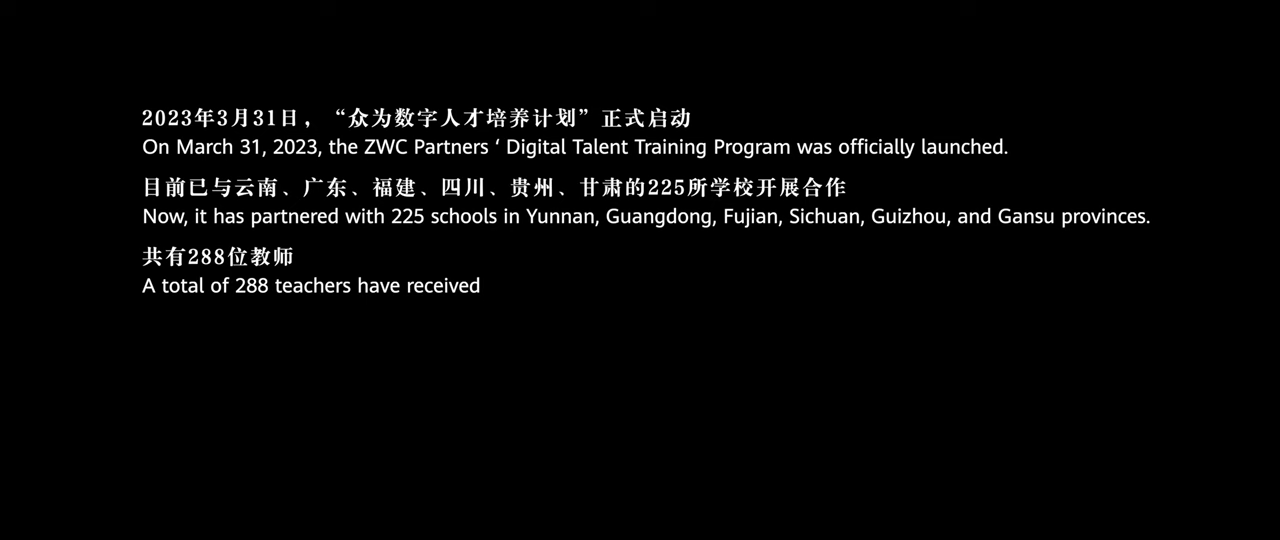 2023年3月31日，“众为数字人才培养计划”正式启动
On March 31, 2023, the ZWC Partners ‘ Digital Talent Training Program was officially launched.
目前已与云南、广东、福建、四川、贵州、甘肃的225所学校开展合作
Now, it has partnered with 225 schools in Yunnan, Guangdong, Fujian, Sichuan, Guizhou, and Gansu provinces.
共有288位教师
A total of 288 teachers have received